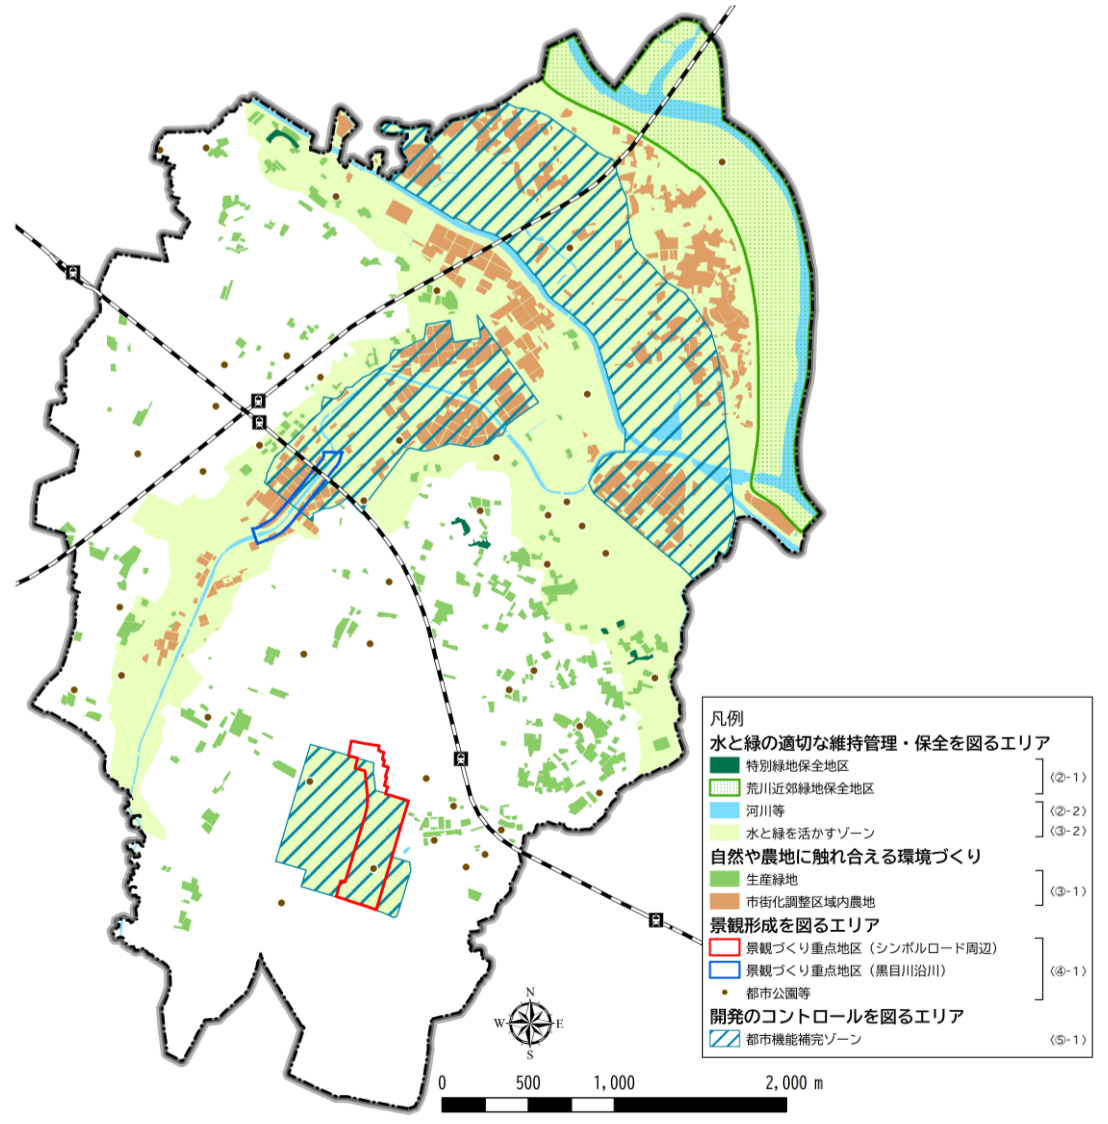 凡例
水と緑の適切な維持管理・保全を図るエリア
特別緑地保全地区
荒川近郊緑地保全地区
〈②-1〉
河川等
〈②-2〉
水と緑を活かすゾーン
〈③-2〉
自然や農地に触れ合える環境づくり
生産緑地
市街化調整区域内農地
〈③-1〉
景観形成を図るエリア
景観づくり重点地区（シンボルロード周辺）
景観づくり重点地区（黒目川沿川）
〈④-1〉
都市公園等
開発のコントロールを図るエリア
都市機能補完ゾーン
〈⑤-1〉
N
W E
S
0 500 1,000 2,000 m